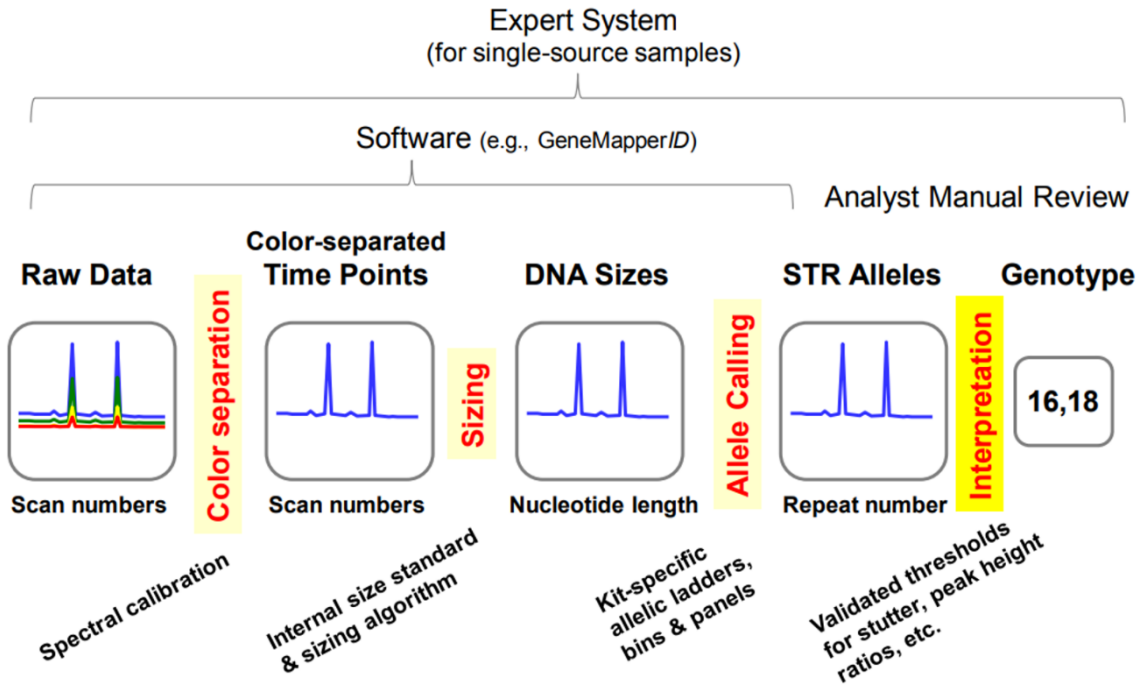 Expert System
(for single-source samples)
Software (e.g., GeneMapperID)
Analyst Manual Review
Raw Data
Color separation
Color-separated
Time Points
Sizing
DNA Sizes
Allele Calling
STR Alleles
Interpretation
Genotype
16,18
Scan numbers
Scan numbers
Nucleotide length
Repeat number
Spectral calibration
Internal size standard
& sizing algorithm
Kit-specific
allelic ladders,
bins & panels
Validated thresholds
for stutter, peak height
ratios, etc.